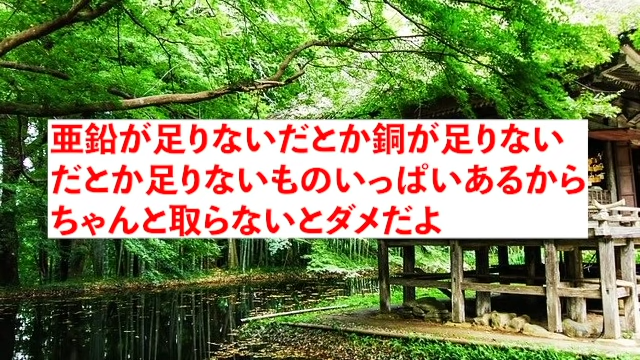 亜鉛が足りないだとか銅が足りない
だとか足りないものいっぱいあるから
ちゃんと取らないとダメだよ